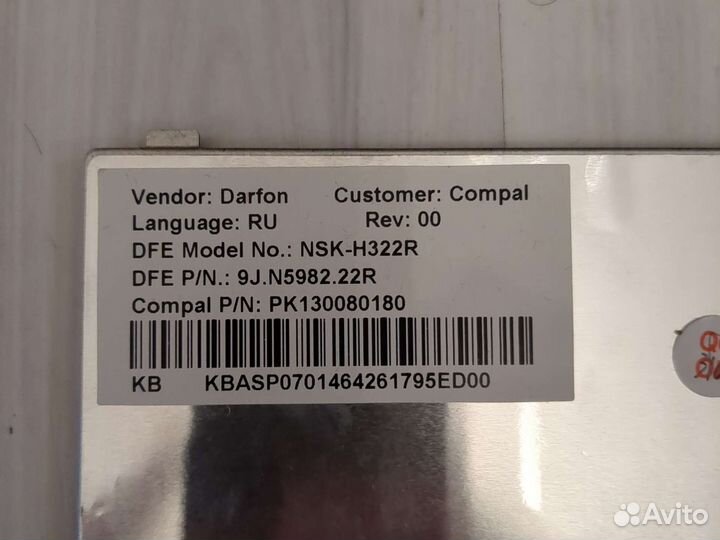 Vendor: Darfon Customer: Compal
Language: RU Rev: 00
DFE Model No.: NSK-H322R
DFE P/N.: 9J.N5982.22R
Compal P/N: PK130080180
KB KBASP0701464261795ED00
Avito